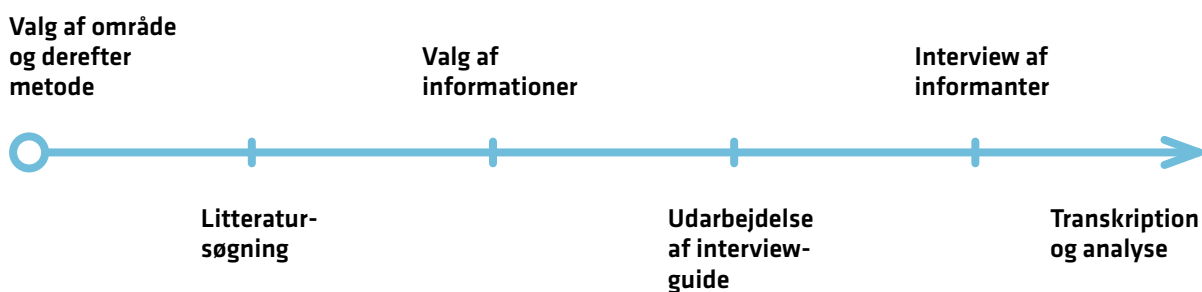 Valg af område
og derefter
metode
Litteratur-
søgning
Valg af
informationer
Udarbejdelse
af interview-
guide
Interview af
informanter
Transkription
og analyse